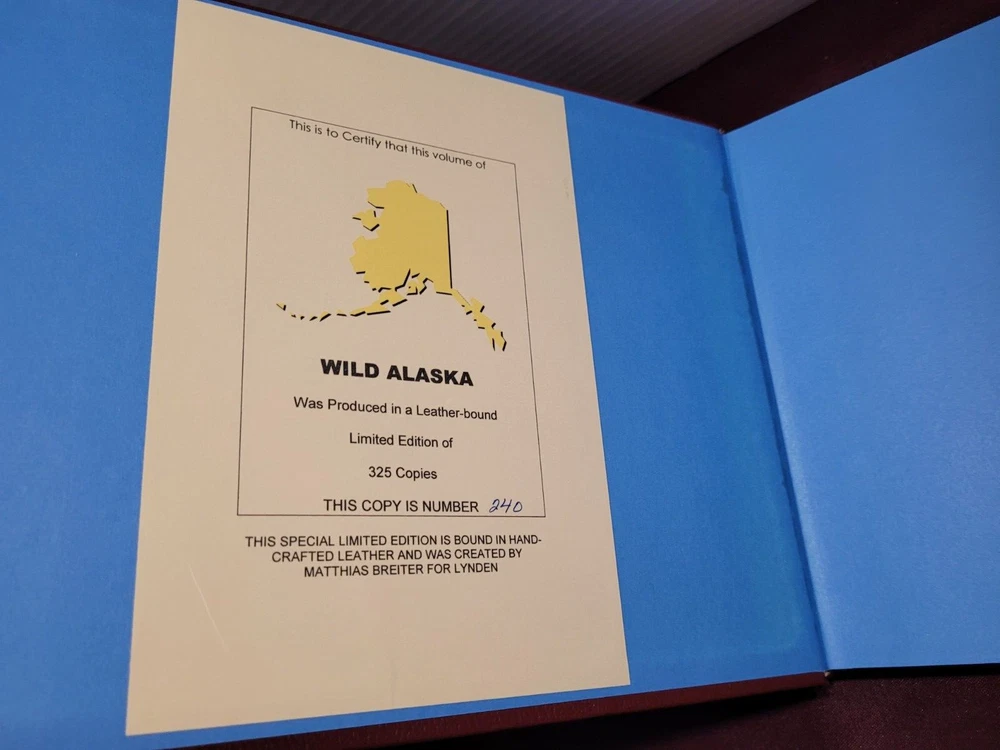 This is to Certify that this volume of
WILD ALASKA
Was Produced in a Leather-bound
Limited Edition of
325 Copies
THIS COPY IS NUMBER 240
THIS SPECIAL LIMITED EDITION IS BOUND IN HAND-
CRAFTED LEATHER AND WAS CREATED BY
MATTHIAS BREITER FOR LYNDEN